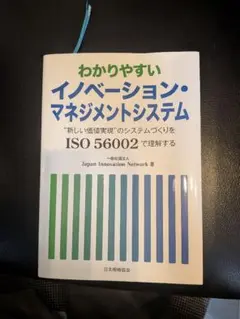 わかりやすい
イノベーション・
マネジメントシステム
"新しい価値実現"のシステムづくりを
ISO 56002で理解する
一般社団法人
Japan Innovation Network 著
日本規格協会